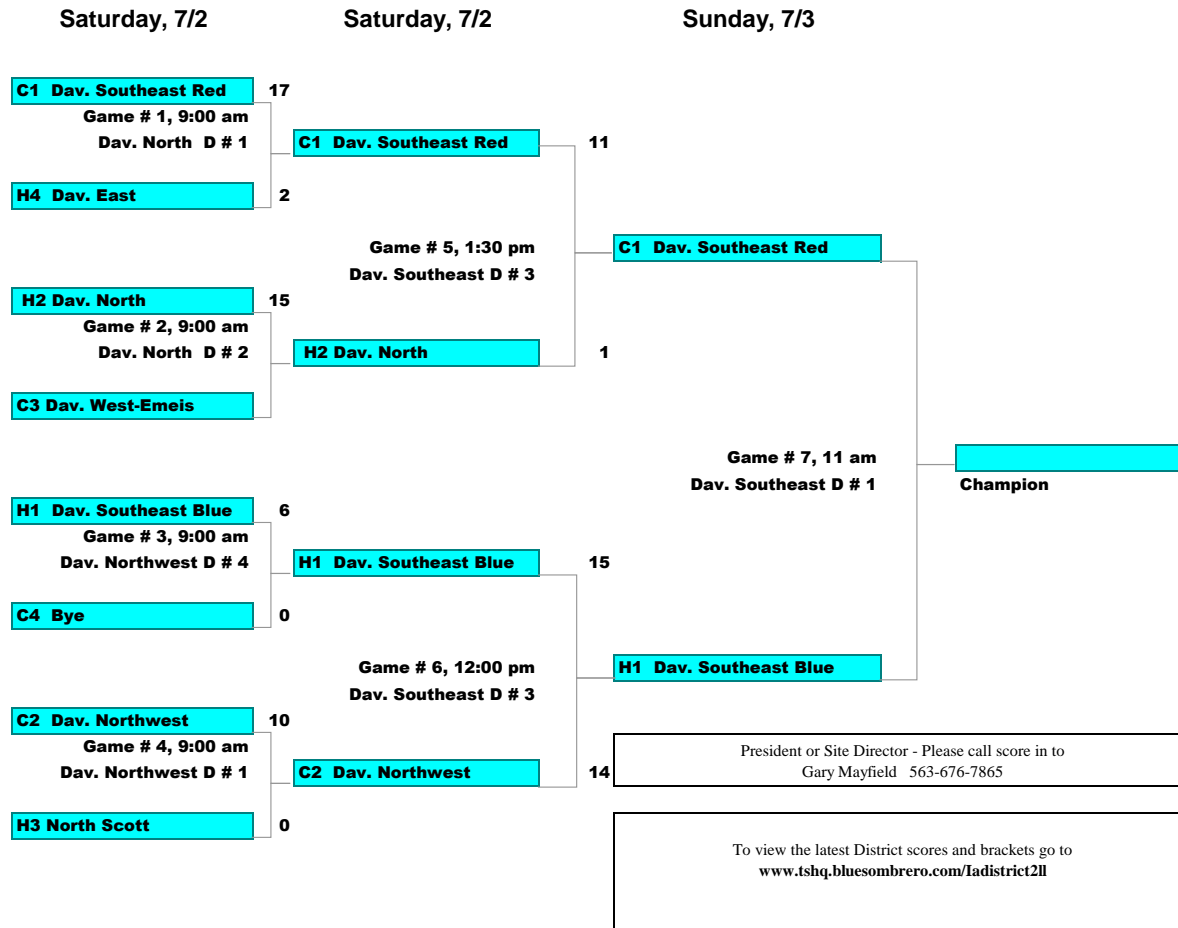 Saturday, 7/2
Saturday, 7/2
Sunday, 7/3
C1 Dav. Southeast Red 17
Game # 1, 9:00 am
Dav. North D # 1
C1 Dav. Southeast Red 11
H4 Dav. East 2
Game # 5, 1:30 pm
Dav. Southeast D # 3
C1 Dav. Southeast Red
H2 Dav. North 15
Game # 2, 9:00 am
Dav. North D # 2
H2 Dav. North 1
C3 Dav. West-Emeis
Game # 7, 11 am
Dav. Southeast D # 1
Champion
H1 Dav. Southeast Blue 6
Game # 3, 9:00 am
Dav. Northwest D # 4
H1 Dav. Southeast Blue 15
C4 Bye 0
Game # 6, 12:00 pm
Dav. Southeast D # 3
H1 Dav. Southeast Blue
C2 Dav. Northwest 10
Game # 4, 9:00 am
Dav. Northwest D # 1
C2 Dav. Northwest 14
H3 North Scott 0
President or Site Director - Please call score in to
Gary Mayfield 563-676-7865
To view the latest District scores and brackets go to
www.tshq.bluesombrero.com/Iadistrict2ll